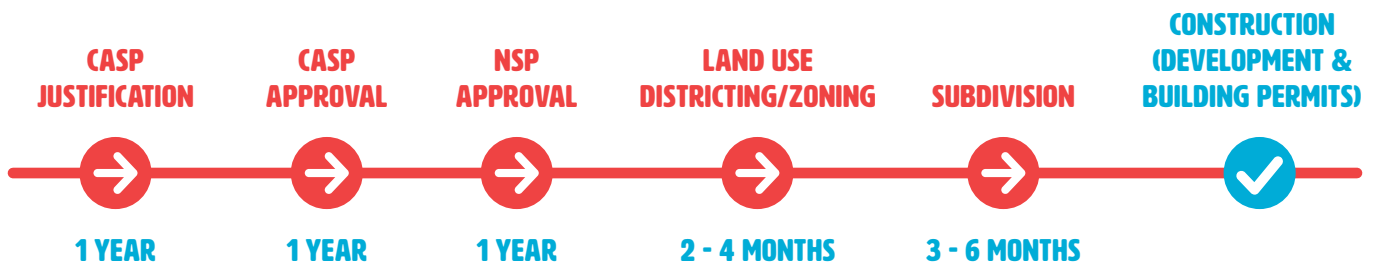 CASP
JUSTIFICATION
CASP
APPROVAL
NSP
APPROVAL
LAND USE
DISTRICTING/ZONING
SUBDIVISION
CONSTRUCTION
(DEVELOPMENT &
BUILDING PERMITS)
1 YEAR
1 YEAR
1 YEAR
2 - 4 MONTHS
3 - 6 MONTHS